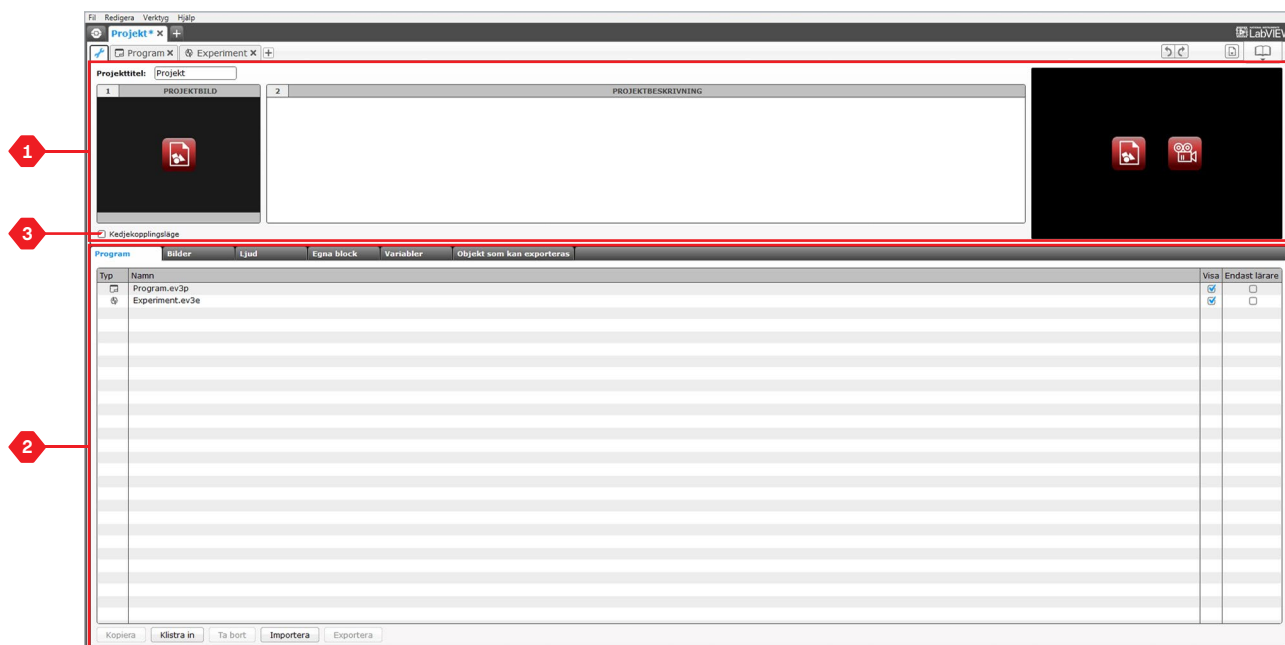 Fil Redigera Verktyg Hjälp
Projekt* × +
LabVIEW
Program × Experiment × +
Projekttitel: Projekt
1 PROJEKTBILD 2 PROJEKTBESKRIVNING
1
3
Kedjekopplingsläge
Program Bilder Ljud Egna block Variabler Objekt som kan exporteras
Typ Namn Visa Endast lärare
Program.ev3p
Experiment.ev3e
2
Kopiera Klistra in Ta bort Importera Exportera